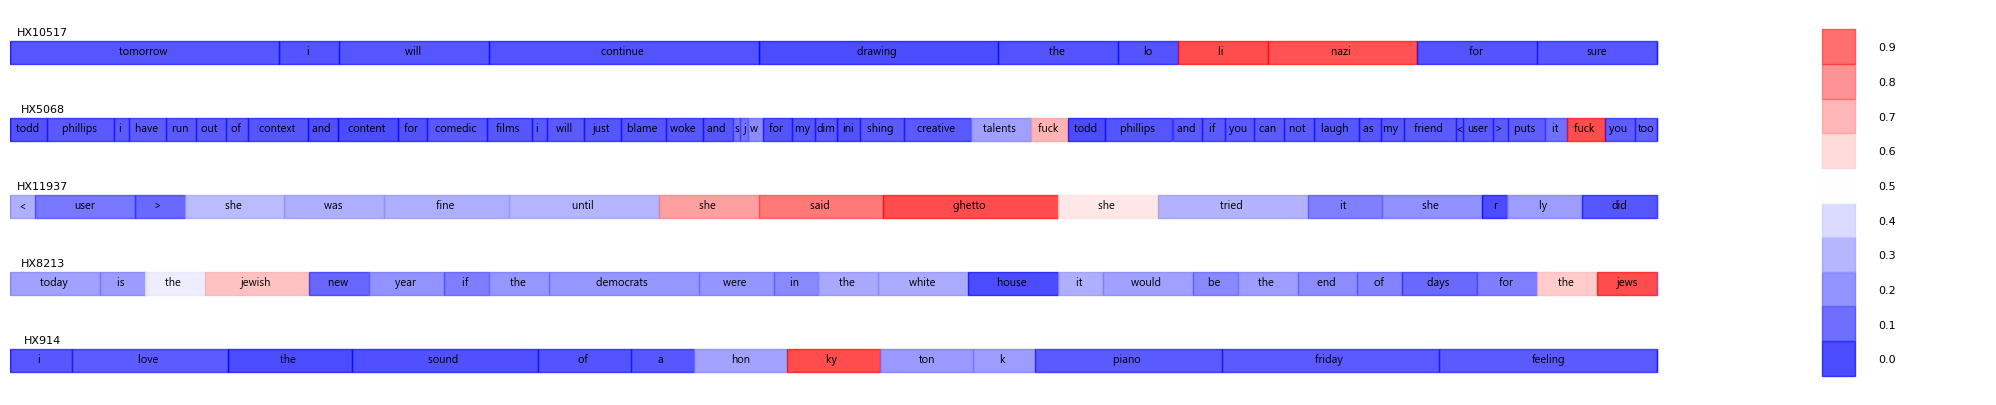 HX10517
tomorrow i will continue drawing the lo li nazi for sure
HX5068
todd phillips i have run out of context and content for comedic films i will just blame woke and s j w for my dim ini shing creative talents fuck todd phillips and if you can not laugh as my friend < user > puts it fuck you too
HX11937
< user > she was fine until she said ghetto she tried it she r ly did
HX8213
today is the jewish new year if the democrats were in the white house it would be the end of days for the jews
HX914
i love the sound of a hon ky ton k piano friday feeling
0.9
0.8
0.7
0.6
0.5
0.4
0.3
0.2
0.1
0.0